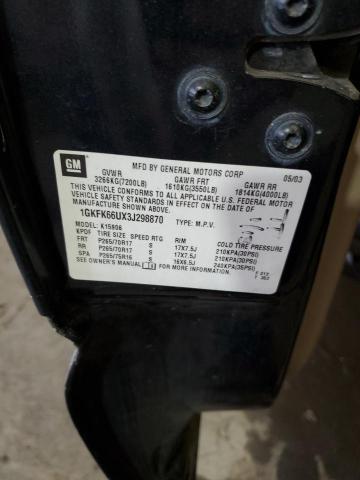 GM
MFD BY GENERAL MOTORS CORP 05/03
GVWR GAWR FRT GAWR RR
3266KG(7200LB) 1610KG(3550LB) 1814KG(4000LB)
THIS VEHICLE CONFORMS TO ALL APPLICABLE U.S. FEDERAL MOTOR
VEHICLE SAFETY STANDARDS IN EFFECT ON THE DATE OF
MANUFACTURE SHOWN ABOVE.
1GKFK66UX3J298870 TYPE: M.P.V.
MODEL: K15906
TIRE SIZE SPEED RTG RIM COLD TIRE PRESSURE
FRT P265/70R17 S 17X7.5J 210KPA(30PSI)
RR P265/70R17 S 17X7.5J 210KPA(30PSI)
SPA P265/75R16 S 16X6.5J 240KPA(35PSI)
SEE OWNER'S MANUAL FOR MORE INFORMATION.